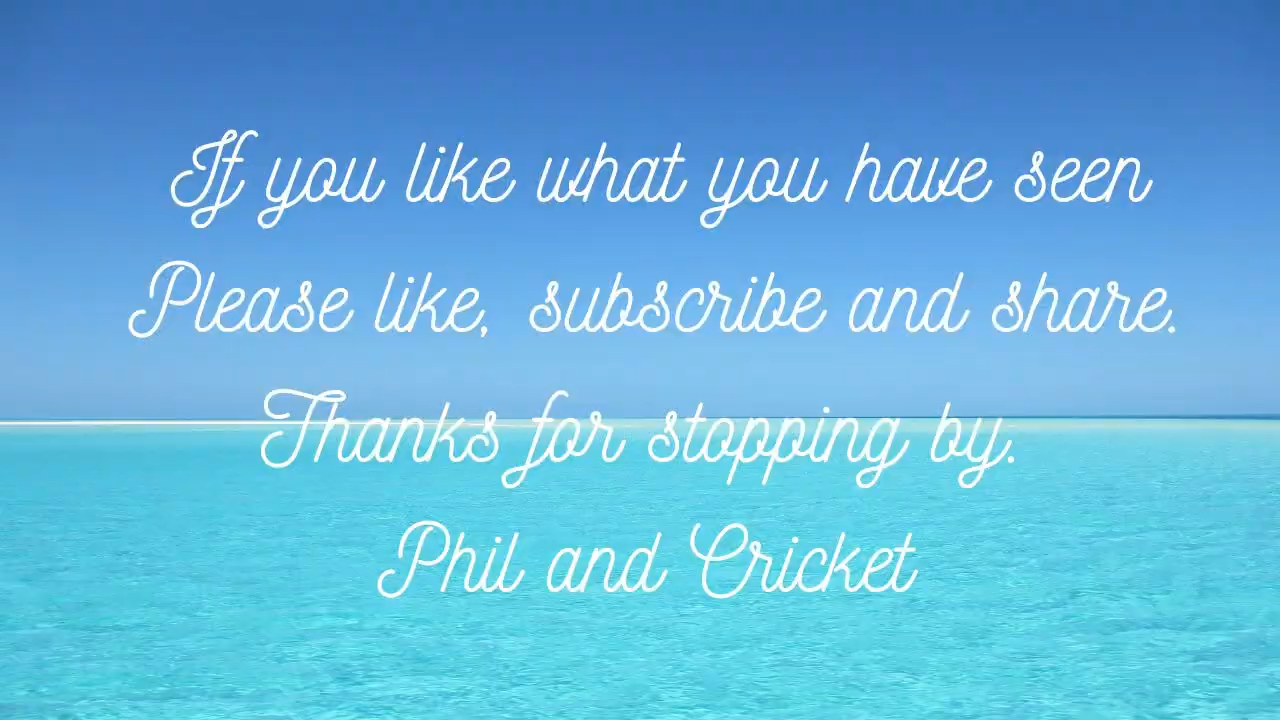 If you like what you have seen
Please like, subscribe and share.
Thanks for stopping by.
Phil and Cricket